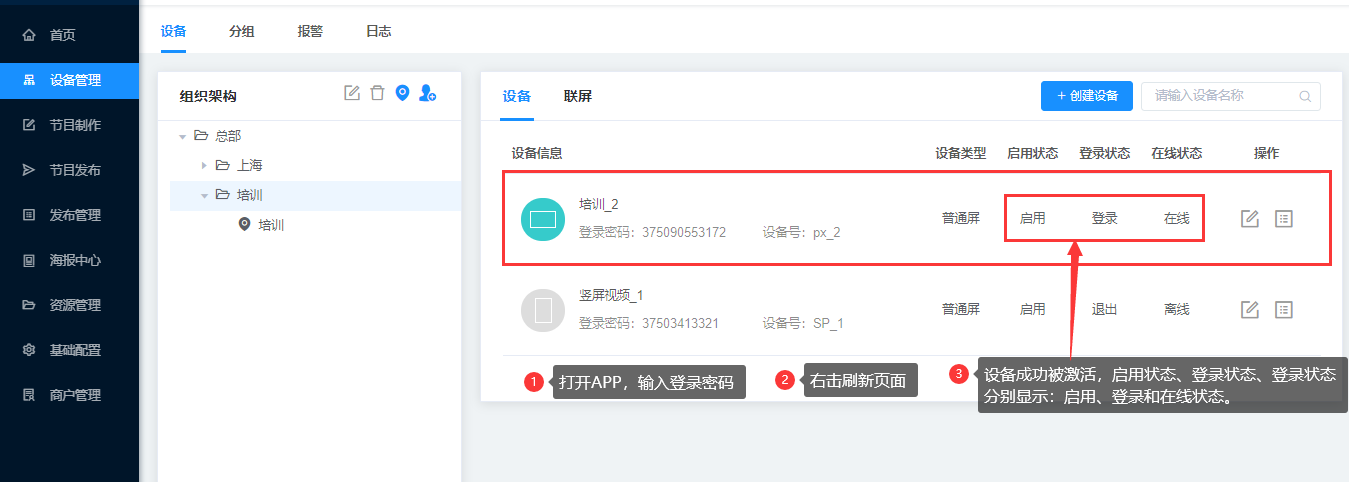 首页
设备管理
节目制作
节目发布
发布管理
海报中心
资源管理
基础配置
商户管理
设备 分组 报警 日志
组织架构
总部
上海
培训
培训
设备 联屏
+ 创建设备
请输入设备名称
设备信息 设备类型 启用状态 登录状态 在线状态 操作
培训_2
登录密码：375090553172 设备号：px_2
普通屏 启用 登录 在线
竖屏视频_1
登录密码：37503413321 设备号：SP_1
普通屏 启用 退出 离线
1 打开APP，输入登录密码
2 右击刷新页面
3 设备成功被激活，启用状态、登录状态、登录状态
分别显示：启用、登录和在线状态。